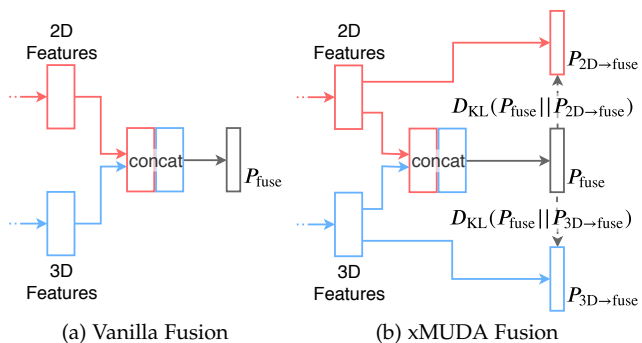 2D
Features
concat
P_fuse
3D
Features
(a) Vanilla Fusion
2D
Features
P_2D→fuse
D_KL(P_fuse||P_2D→fuse)
concat
P_fuse
D_KL(P_fuse||P_3D→fuse)
3D
Features
P_3D→fuse
(b) xMUDA Fusion